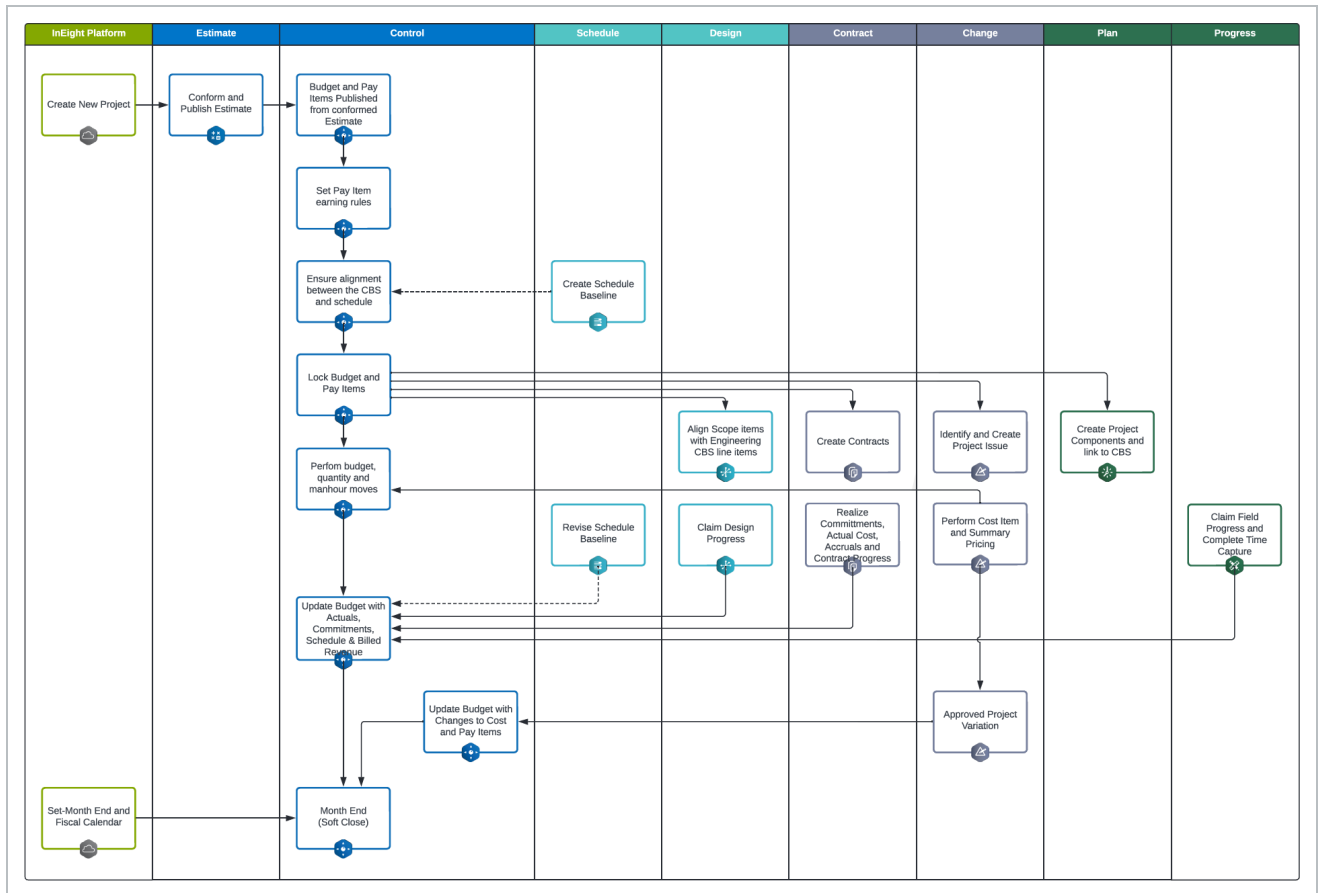 InEight Platform
Estimate
Control
Schedule
Design
Contract
Change
Plan
Progress
Create New Project
Conform and
Publish Estimate
Budget and Pay
Items Published
from conformed
Estimate
Set Pay Item
earning rules
Ensure alignment
between the CBS
and schedule
Create Schedule
Baseline
Lock Budget and
Pay Items
Align Scope items
with Engineering
CBS line items
Create Contracts
Identify and Create
Project Issue
Create Project
Components and
link to CBS
Perfom budget,
quantity and
manhour moves
Revise Schedule
Baseline
Claim Design
Progress
Realize
Commitments,
Actual Cost,
Accruals and
Contract Progress
Perform Cost Item
and Summary
Pricing
Claim Field
Progress and
Complete Time
Capture
Update Budget with
Actuals,
Commitments,
Schedule & Billed
Revenue
Update Budget with
Changes to Cost
and Pay Items
Approved Project
Variation
Set-Month End and
Fiscal Calendar
Month End
(Soft Close)